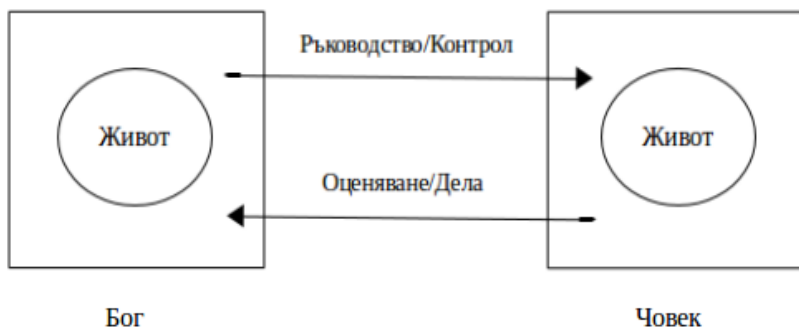 Ръководство/Контрол
Живот
Живот
Оценяване/Дела
Бог
Човек